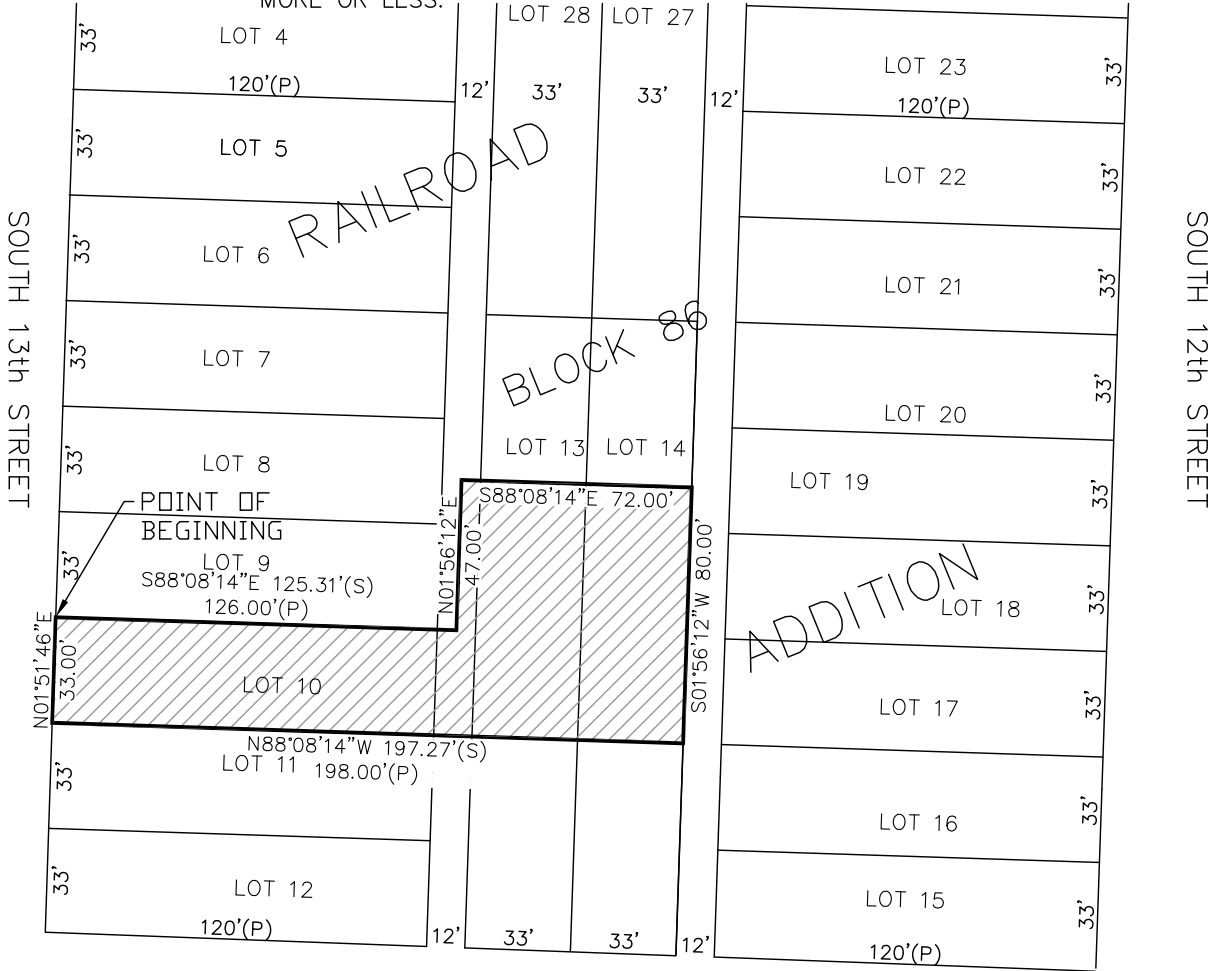 MORE OR LESS.
LOT 28
LOT 27
33'
LOT 4
120'(P)
12'
33'
33'
12'
LOT 23
120'(P)
33'
33'
LOT 5
LOT 22
33'
RAILROAD
33'
LOT 6
LOT 21
33'
SOUTH 13th STREET
SOUTH 12th STREET
BLOCK 86
33'
LOT 7
LOT 20
33'
33'
LOT 8
LOT 13
LOT 14
LOT 19
33'
POINT OF
BEGINNING
S88°08'14"E 72.00'
N01°56'12"E
47.00'
S01°56'12"W 80.00'
33'
LOT 9
S88°08'14"E 125.31'(S)
126.00'(P)
ADDITION
LOT 18
33'
N01°51'46"E
33.00'
LOT 10
LOT 17
33'
N88°08'14"W 197.27'(S)
LOT 11
198.00'(P)
33'
LOT 16
33'
33'
LOT 12
120'(P)
12'
33'
33'
12'
LOT 15
33'
120'(P)